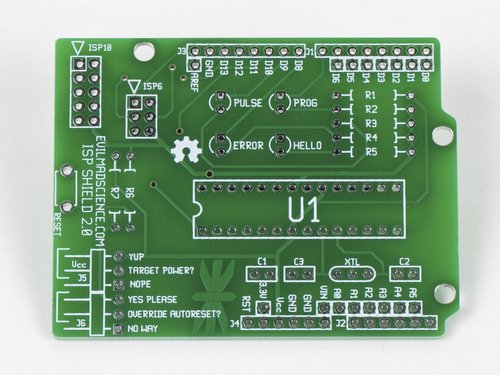 ISP10
ISP6
J3
AREF
GND
D13
D12
D11
D10
D9
D8
J1
D6
D5
D4
D3
D2
D1
D0
PULSE
PROG
ERROR
HELLO
R1
R2
R3
R4
R5
EVILMADSCIENCE.COM
ISP SHIELD 2.0
RESET
R7
R6
U1
Vcc
J5
YUP
TARGET POWER?
NOPE
YES PLEASE
OVERRIDE AUTORESET?
J6
NO WAY
C1
C3
XTL
C2
RST
3.3V
Vcc
GND
GND
VIN
A0
A1
A2
A3
A4
A5
J4
J2